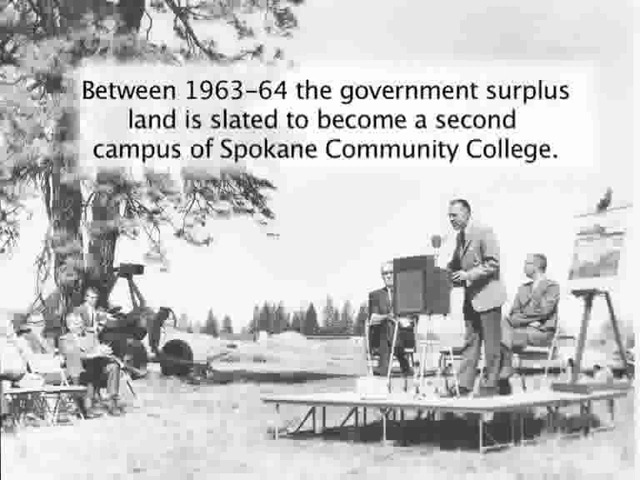 Between 1963–64 the government surplus
land is slated to become a second
campus of Spokane Community College.